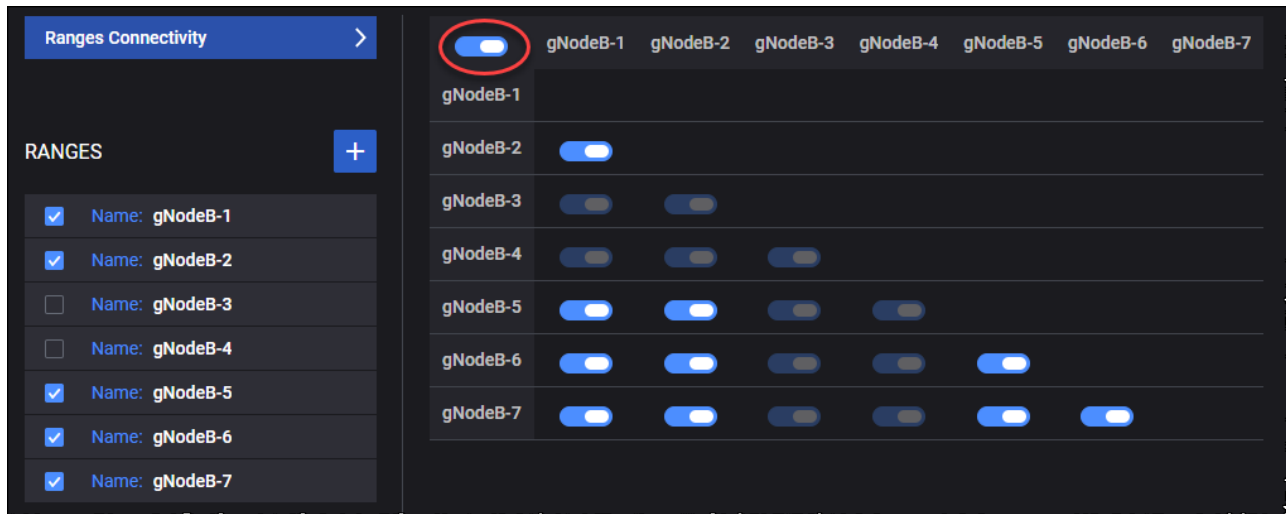 Ranges Connectivity
RANGES
+
Name: gNodeB-1
Name: gNodeB-2
Name: gNodeB-3
Name: gNodeB-4
Name: gNodeB-5
Name: gNodeB-6
Name: gNodeB-7
gNodeB-1 gNodeB-2 gNodeB-3 gNodeB-4 gNodeB-5 gNodeB-6 gNodeB-7
gNodeB-1
gNodeB-2
gNodeB-3
gNodeB-4
gNodeB-5
gNodeB-6
gNodeB-7